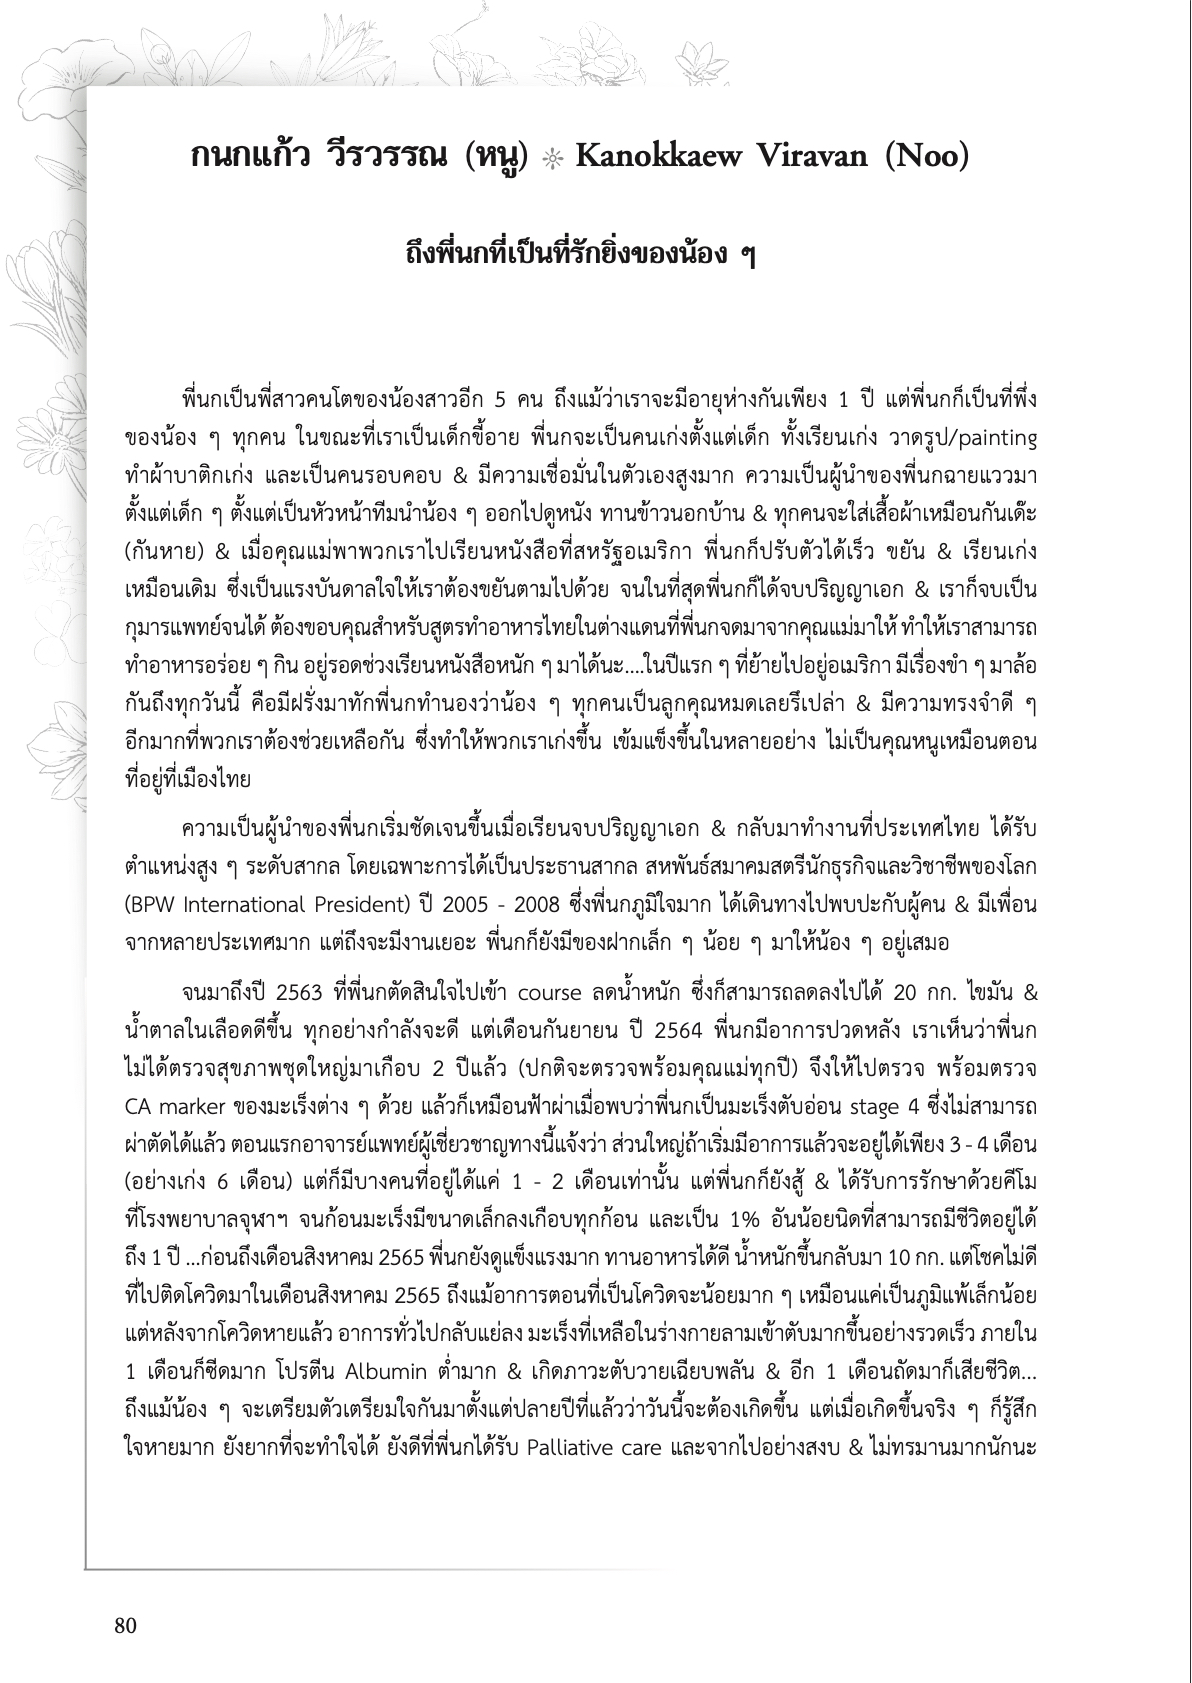 กนกแก้ว วีรวรรณ (หนู) ❊ Kanokkaew Viravan (Noo)
ถึงพี่นกที่เป็นที่รักยิ่งของน้อง ๆ
พี่นกเป็นพี่สาวคนโตของน้องสาวอีก 5 คน ถึงแม้ว่าเราจะมีอายุห่างกันเพียง 1 ปี แต่พี่นกก็เป็นที่พึ่ง
ของน้อง ๆ ทุกคน ในขณะที่เราเป็นเด็กขี้อาย พี่นกจะเป็นคนเก่งตั้งแต่เด็ก ทั้งเรียนเก่ง วาดรูป/painting
ทำผ้าบาติกเก่ง และเป็นคนรอบคอบ & มีความเชื่อมั่นในตัวเองสูงมาก ความเป็นผู้นำของพี่นกฉายแววมา
ตั้งแต่เด็ก ๆ ตั้งแต่เป็นหัวหน้าทีมนำน้อง ๆ ออกไปดูหนัง ทานข้าวนอกบ้าน & ทุกคนจะใส่เสื้อผ้าเหมือนกันเด๊ะ
(กันหาย) & เมื่อคุณแม่พาพวกเราไปเรียนหนังสือที่สหรัฐอเมริกา พี่นกก็ปรับตัวได้เร็ว ขยัน & เรียนเก่ง
เหมือนเดิม ซึ่งเป็นแรงบันดาลใจให้เราต้องขยันตามไปด้วย จนในที่สุดพี่นกก็ได้จบปริญญาเอก & เราก็จบเป็น
กุมารแพทย์จนได้ ต้องขอบคุณสำหรับสูตรทำอาหารไทยในต่างแดนที่พี่นกจดมาจากคุณแม่มาให้ ทำให้เราสามารถ
ทำอาหารอร่อย ๆ กิน อยู่รอดช่วงเรียนหนังสือหนัก ๆ มาได้นะ....ในปีแรก ๆ ที่ย้ายไปอยู่อเมริกา มีเรื่องขำ ๆ มาล้อ
กันถึงทุกวันนี้ คือมีฝรั่งมาทักพี่นกทำนองว่าน้อง ๆ ทุกคนเป็นลูกคุณหมดเลยรึเปล่า & มีความทรงจำดี ๆ
อีกมากที่พวกเราต้องช่วยเหลือกัน ซึ่งทำให้พวกเราเก่งขึ้น เข้มแข็งขึ้นในหลายอย่าง ไม่เป็นคุณหนูเหมือนตอน
ที่อยู่ที่เมืองไทย
ความเป็นผู้นำของพี่นกเริ่มชัดเจนขึ้นเมื่อเรียนจบปริญญาเอก & กลับมาทำงานที่ประเทศไทย ได้รับ
ตำแหน่งสูง ๆ ระดับสากล โดยเฉพาะการได้เป็นประธานสากล สหพันธ์สมาคมสตรีนักธุรกิจและวิชาชีพของโลก
(BPW International President) ปี 2005 - 2008 ซึ่งพี่นกภูมิใจมาก ได้เดินทางไปพบปะกับผู้คน & มีเพื่อน
จากหลายประเทศมาก แต่ถึงจะมีงานเยอะ พี่นกก็ยังมีของฝากเล็ก ๆ น้อย ๆ มาให้น้อง ๆ อยู่เสมอ
จนมาถึงปี 2563 ที่พี่นกตัดสินใจไปเข้า course ลดน้ำหนัก ซึ่งก็สามารถลดลงไปได้ 20 กก. ไขมัน &
น้ำตาลในเลือดดีขึ้น ทุกอย่างกำลังจะดี แต่เดือนกันยายน ปี 2564 พี่นกมีอาการปวดหลัง เราเห็นว่าพี่นก
ไม่ได้ตรวจสุขภาพชุดใหญ่มาเกือบ 2 ปีแล้ว (ปกติจะตรวจพร้อมคุณแม่ทุกปี) จึงให้ไปตรวจ พร้อมตรวจ
CA marker ของมะเร็งต่าง ๆ ด้วย แล้วก็เหมือนฟ้าผ่าเมื่อพบว่าพี่นกเป็นมะเร็งตับอ่อน stage 4 ซึ่งไม่สามารถ
ผ่าตัดได้แล้ว ตอนแรกอาจารย์แพทย์ผู้เชี่ยวชาญทางนี้แจ้งว่า ส่วนใหญ่ถ้าเริ่มมีอาการแล้วจะอยู่ได้เพียง 3 - 4 เดือน
(อย่างเก่ง 6 เดือน) แต่ก็มีบางคนที่อยู่ได้แค่ 1 - 2 เดือนเท่านั้น แต่พี่นกก็ยังสู้ & ได้รับการรักษาด้วยคีโม
ที่โรงพยาบาลจุฬาฯ จนก้อนมะเร็งมีขนาดเล็กลงเกือบทุกก้อน และเป็น 1% อันน้อยนิดที่สามารถมีชีวิตอยู่ได้
ถึง 1 ปี ...ก่อนถึงเดือนสิงหาคม 2565 พี่นกยังดูแข็งแรงมาก ทานอาหารได้ดี น้ำหนักขึ้นกลับมา 10 กก. แต่โชคไม่ดี
ที่ไปติดโควิดมาในเดือนสิงหาคม 2565 ถึงแม้อาการตอนที่เป็นโควิดจะน้อยมาก ๆ เหมือนแค่เป็นภูมิแพ้เล็กน้อย
แต่หลังจากโควิดหายแล้ว อาการทั่วไปกลับแย่ลง มะเร็งที่เหลือในร่างกายลามเข้าตับมากขึ้นอย่างรวดเร็ว ภายใน
1 เดือนก็ซีดมาก โปรตีน Albumin ต่ำมาก & เกิดภาวะตับวายเฉียบพลัน & อีก 1 เดือนถัดมาก็เสียชีวิต...
ถึงแม้น้อง ๆ จะเตรียมตัวเตรียมใจกันมาตั้งแต่ปลายปีที่แล้วว่าวันนี้จะต้องเกิดขึ้น แต่เมื่อเกิดขึ้นจริง ๆ ก็รู้สึก
ใจหายมาก ยังยากที่จะทำใจได้ ยังดีที่พี่นกได้รับ Palliative care และจากไปอย่างสงบ & ไม่ทรมานมากนักนะ
80